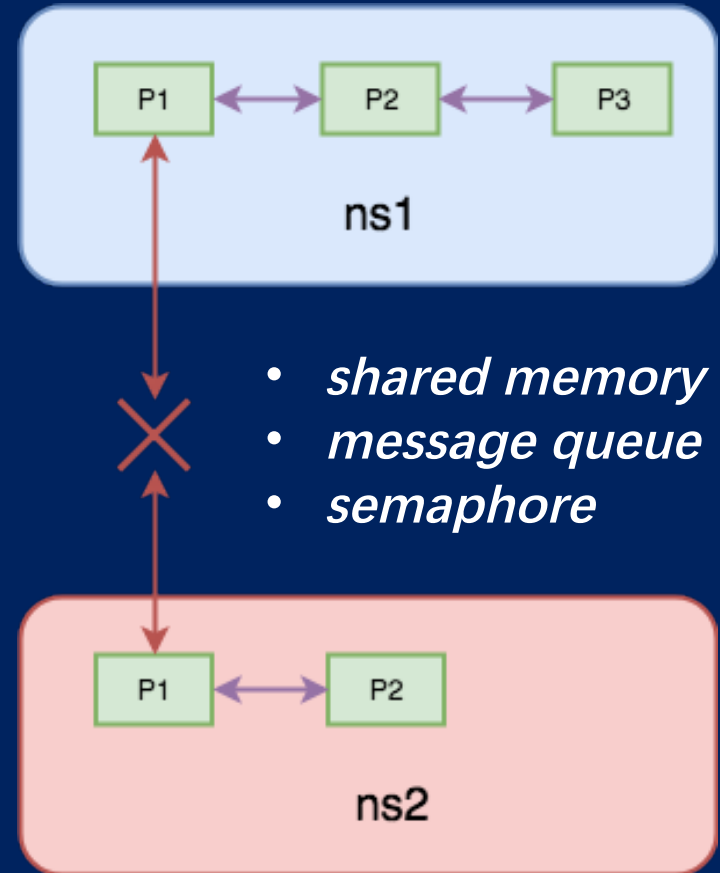 P1 P2 P3
ns1
• shared memory
• message queue
• semaphore
P1 P2
ns2